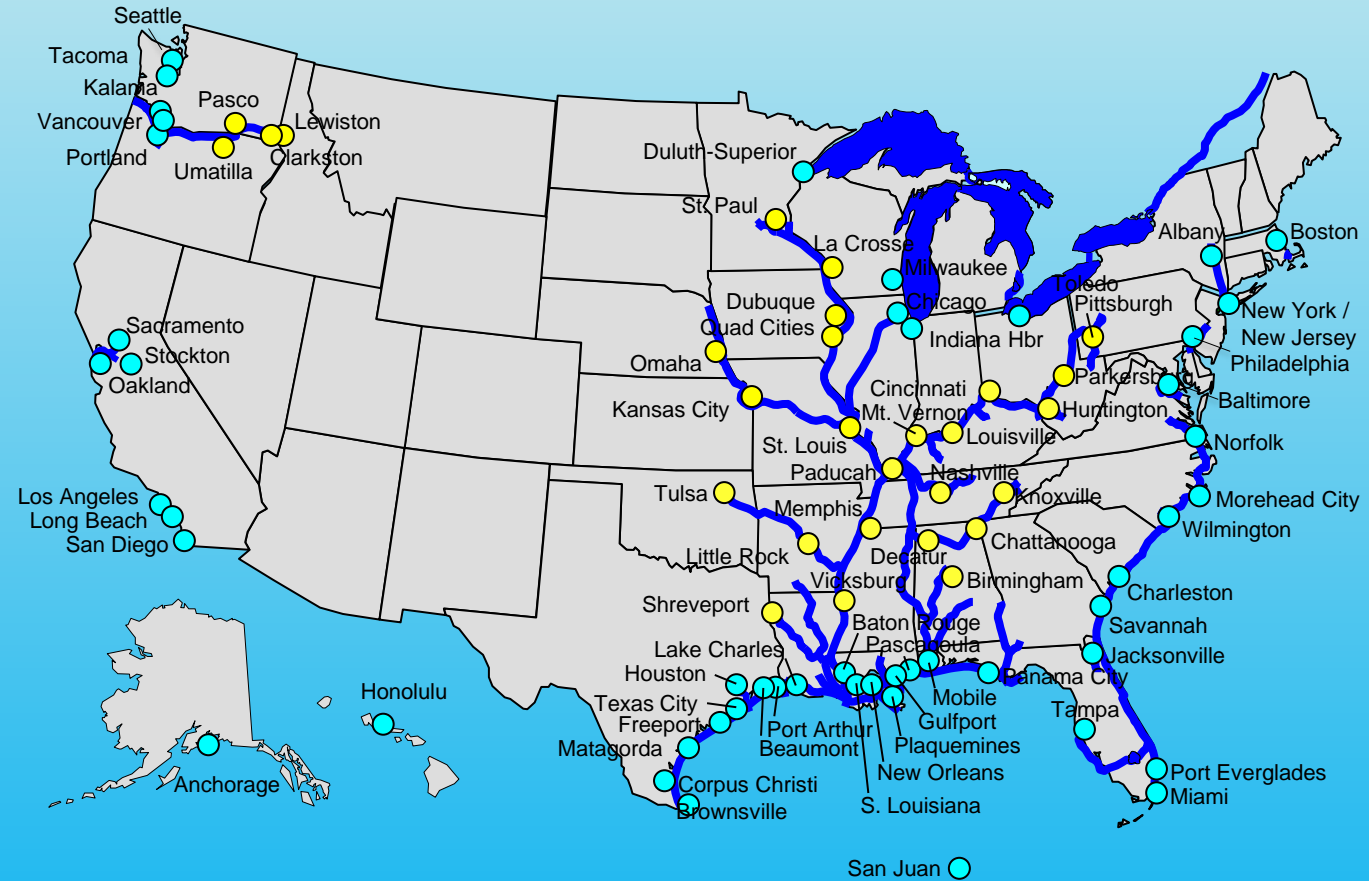 Seattle
Tacoma
Kalama
Vancouver
Portland
Pasco
Lewiston
Umatilla
Clarkston
Duluth-Superior
St. Paul
La Crosse
Milwaukee
Dubuque
Chicago
Quad Cities
Indiana Hbr
Toledo
Pittsburgh
Albany
Boston
New York /
New Jersey
Philadelphia
Baltimore
Norfolk
Sacramento
Stockton
Oakland
Omaha
Kansas City
Cincinnati
Parkersburg
Mt. Vernon
Huntington
Louisville
St. Louis
Paducah
Nashville
Knoxville
Morehead City
Wilmington
Los Angeles
Long Beach
San Diego
Tulsa
Memphis
Little Rock
Decatur
Chattanooga
Vicksburg
Birmingham
Charleston
Savannah
Jacksonville
Shreveport
Baton Rouge
Pascagoula
Lake Charles
Houston
Texas City
Freeport
Matagorda
Port Arthur
Beaumont
Corpus Christi
Brownsville
Mobile
Gulfport
Plaquemines
New Orleans
S. Louisiana
Panama City
Tampa
Port Everglades
Miami
Honolulu
Anchorage
San Juan